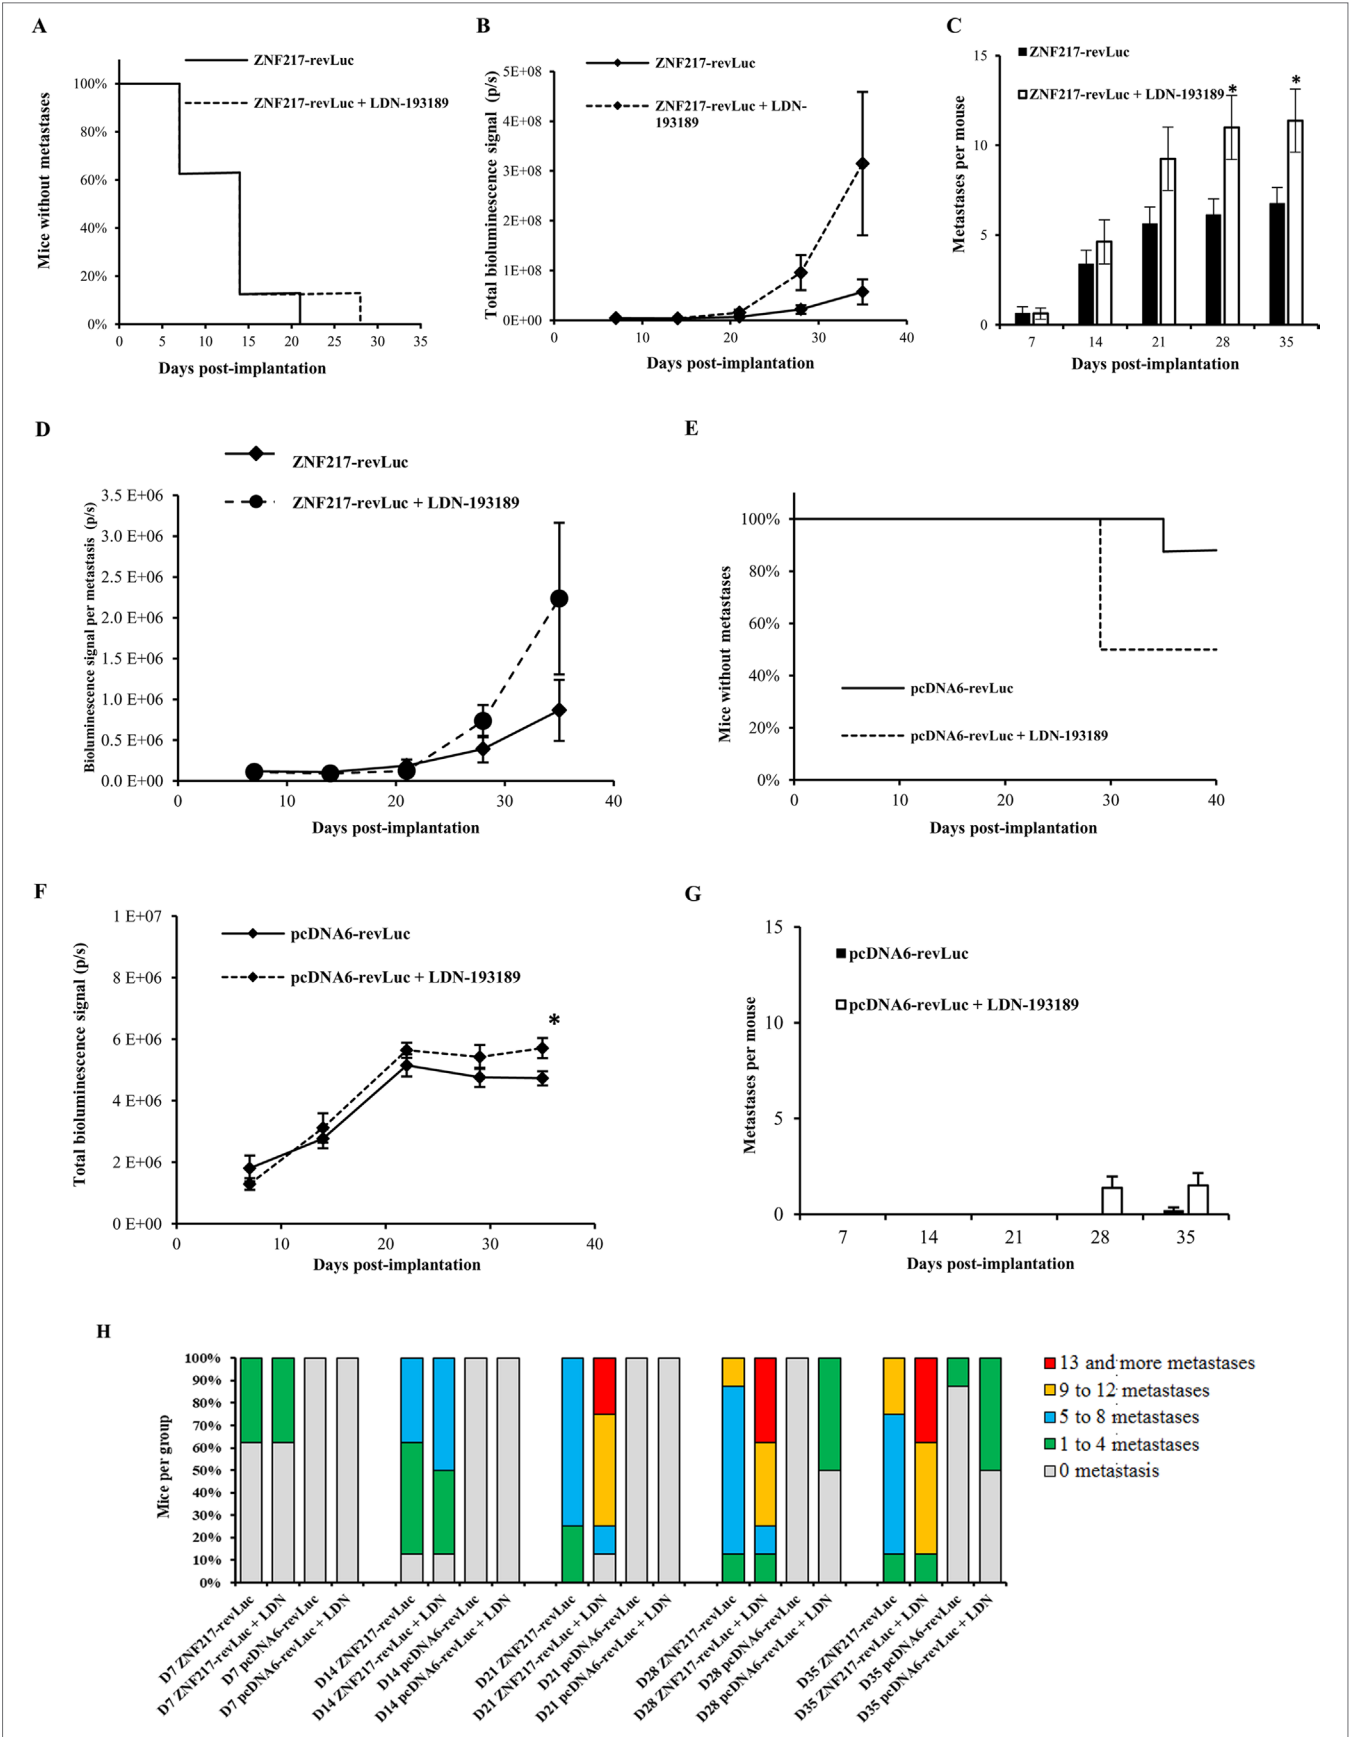 A
Mice without metastases
100%
80%
60%
40%
20%
0%
0 5 10 15 20 25 30 35
Days post-implantation
ZNF217-revLuc
ZNF217-revLuc + LDN-193189
B
Total bioluminescence signal (p/s)
5E+08
4E+08
3E+08
2E+08
1E+08
0E+00
0 10 20 30 40
Days post-implantation
ZNF217-revLuc
ZNF217-revLuc + LDN-
193189
C
Metastases per mouse
15
10
5
0
7 14 21 28 35
Days post-implantation
ZNF217-revLuc
ZNF217-revLuc + LDN-193189
* *
D
Bioluminescence signal per metastasis (p/s)
3.5 E+06
3.0 E+06
2.5 E+06
2.0 E+06
1.5 E+06
1.0 E+06
0.5 E+06
0.0 E+00
0 10 20 30 40
Days post-implantation
ZNF217-revLuc
ZNF217-revLuc + LDN-193189
E
Mice without metastases
100%
80%
60%
40%
20%
0%
0 10 20 30 40
Days post-implantation
pcDNA6-revLuc
pcDNA6-revLuc + LDN-193189
F
Total bioluminescence signal (p/s)
1 E+07
8 E+06
6 E+06
4 E+06
2 E+06
0 E+00
0 10 20 30 40
Days post-implantation
pcDNA6-revLuc
pcDNA6-revLuc + LDN-193189
*
G
Metastases per mouse
15
10
5
0
7 14 21 28 35
Days post-implantation
pcDNA6-revLuc
pcDNA6-revLuc + LDN-193189
H
Mice per group
100%
90%
80%
70%
60%
50%
40%
30%
20%
10%
0%
D7 ZNF217-revLuc
D7 ZNF217-revLuc + LDN
D7 pcDNA6-revLuc
D7 pcDNA6-revLuc + LDN
D14 ZNF217-revLuc
D14 ZNF217-revLuc + LDN
D14 pcDNA6-revLuc
D14 pcDNA6-revLuc + LDN
D21 ZNF217-revLuc
D21 ZNF217-revLuc + LDN
D21 pcDNA6-revLuc
D21 pcDNA6-revLuc + LDN
D28 ZNF217-revLuc
D28 ZNF217-revLuc + LDN
D28 pcDNA6-revLuc
D28 pcDNA6-revLuc + LDN
D35 ZNF217-revLuc
D35 ZNF217-revLuc + LDN
D35 pcDNA6-revLuc
D35 pcDNA6-revLuc + LDN
13 and more metastases
9 to 12 metastases
5 to 8 metastases
1 to 4 metastases
0 metastasis